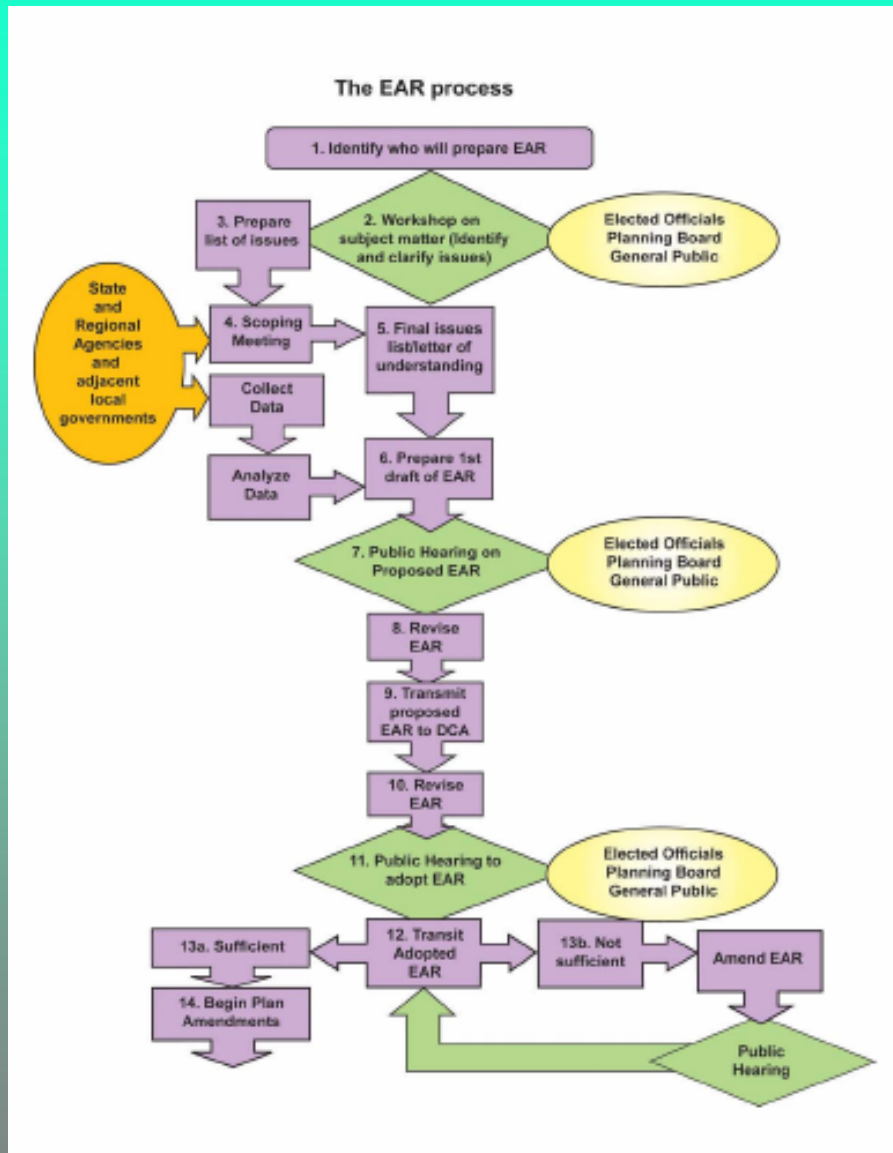 The EAR process
1. Identify who will prepare EAR
2. Workshop on
subject matter (Identify
and clarify issues)
Elected Officials
Planning Board
General Public
3. Prepare
list of issues
State
and
Regional
Agencies
and
adjacent
local
governments
4. Scoping
Meeting
5. Final issues
list/letter of
understanding
Collect
Data
Analyze
Data
6. Prepare 1st
draft of EAR
7. Public Hearing on
Proposed EAR
Elected Officials
Planning Board
General Public
8. Revise
EAR
9. Transmit
proposed
EAR to DCA
10. Revise
EAR
11. Public Hearing to
adopt EAR
Elected Officials
Planning Board
General Public
12. Transit
Adopted
EAR
13a. Sufficient
14. Begin Plan
Amendments
13b. Not
sufficient
Amend EAR
Public
Hearing